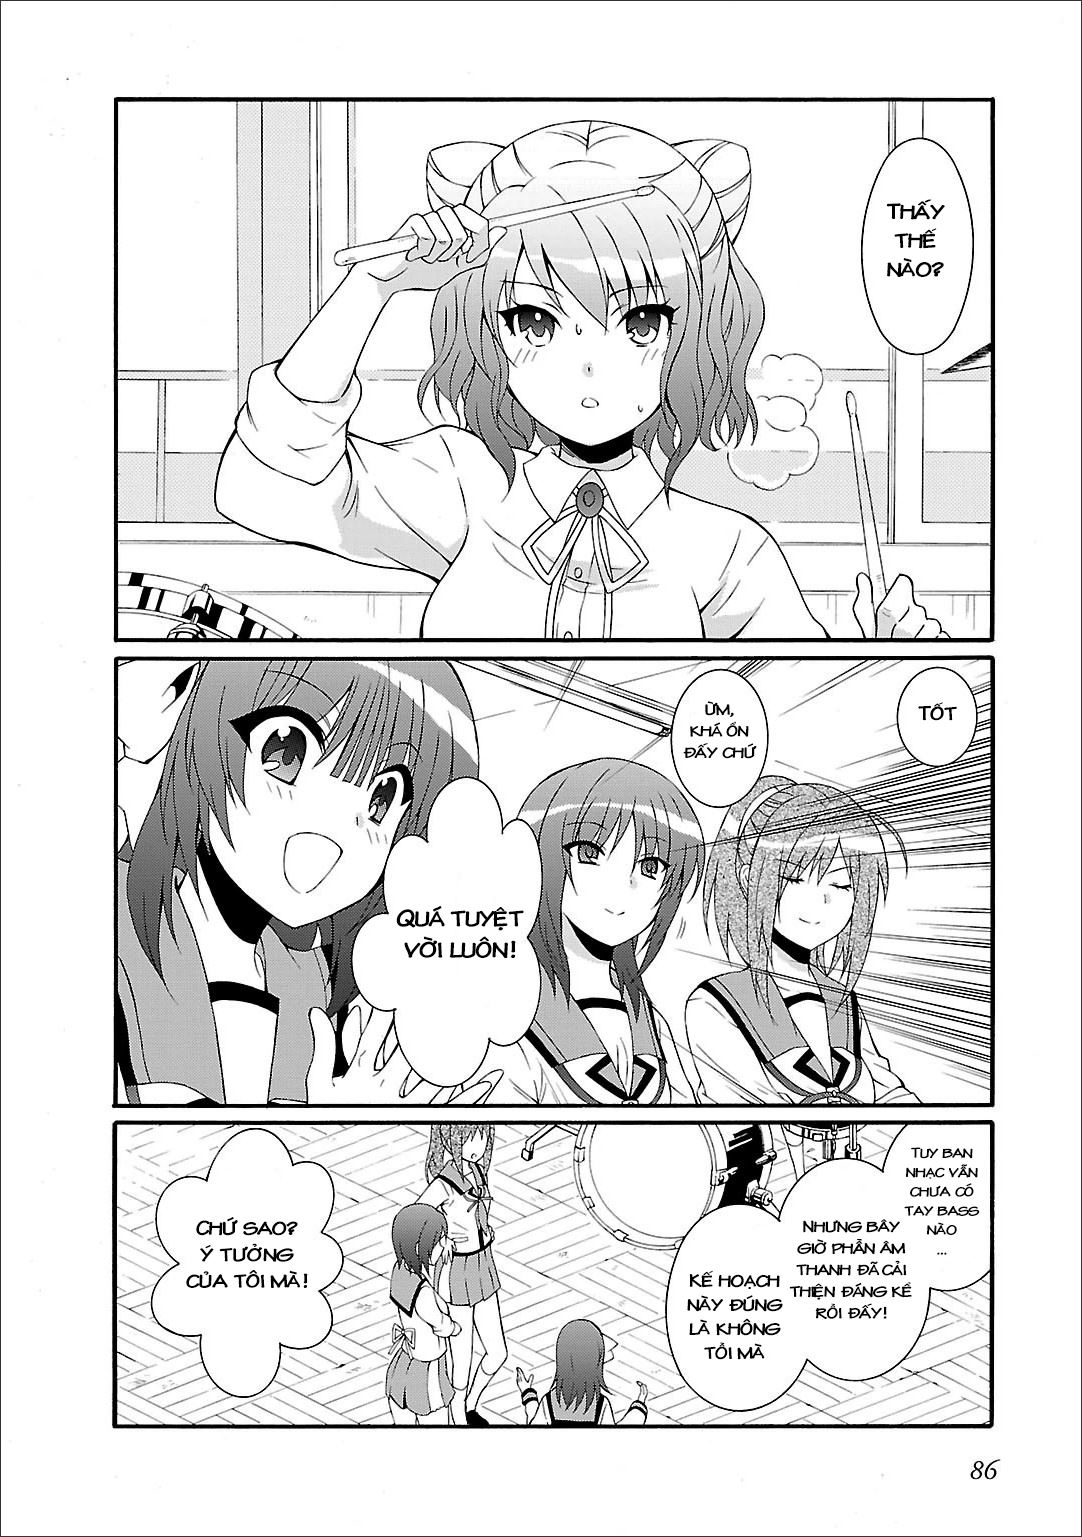 THẤY
THẾ
NÀO?
TỐT
ỪM,
KHÁ ỔN
ĐẤY CHỨ
QUÁ TUYỆT
VỜI LUÔN!
TUY BAN
NHẠC VẪN
CHƯA CÓ
TAY BASS
NÀO
...
NHƯNG BÂY
GIỜ PHẦN ÂM
THANH ĐÃ CẢI
THIỆN ĐÁNG KỂ
RỒI ĐẤY!
KẾ HOẠCH
NÀY ĐÚNG
LÀ KHÔNG
TỒI MÀ
CHỨ SAO?
Ý TƯỞNG
CỦA TÔI MÀ!
86